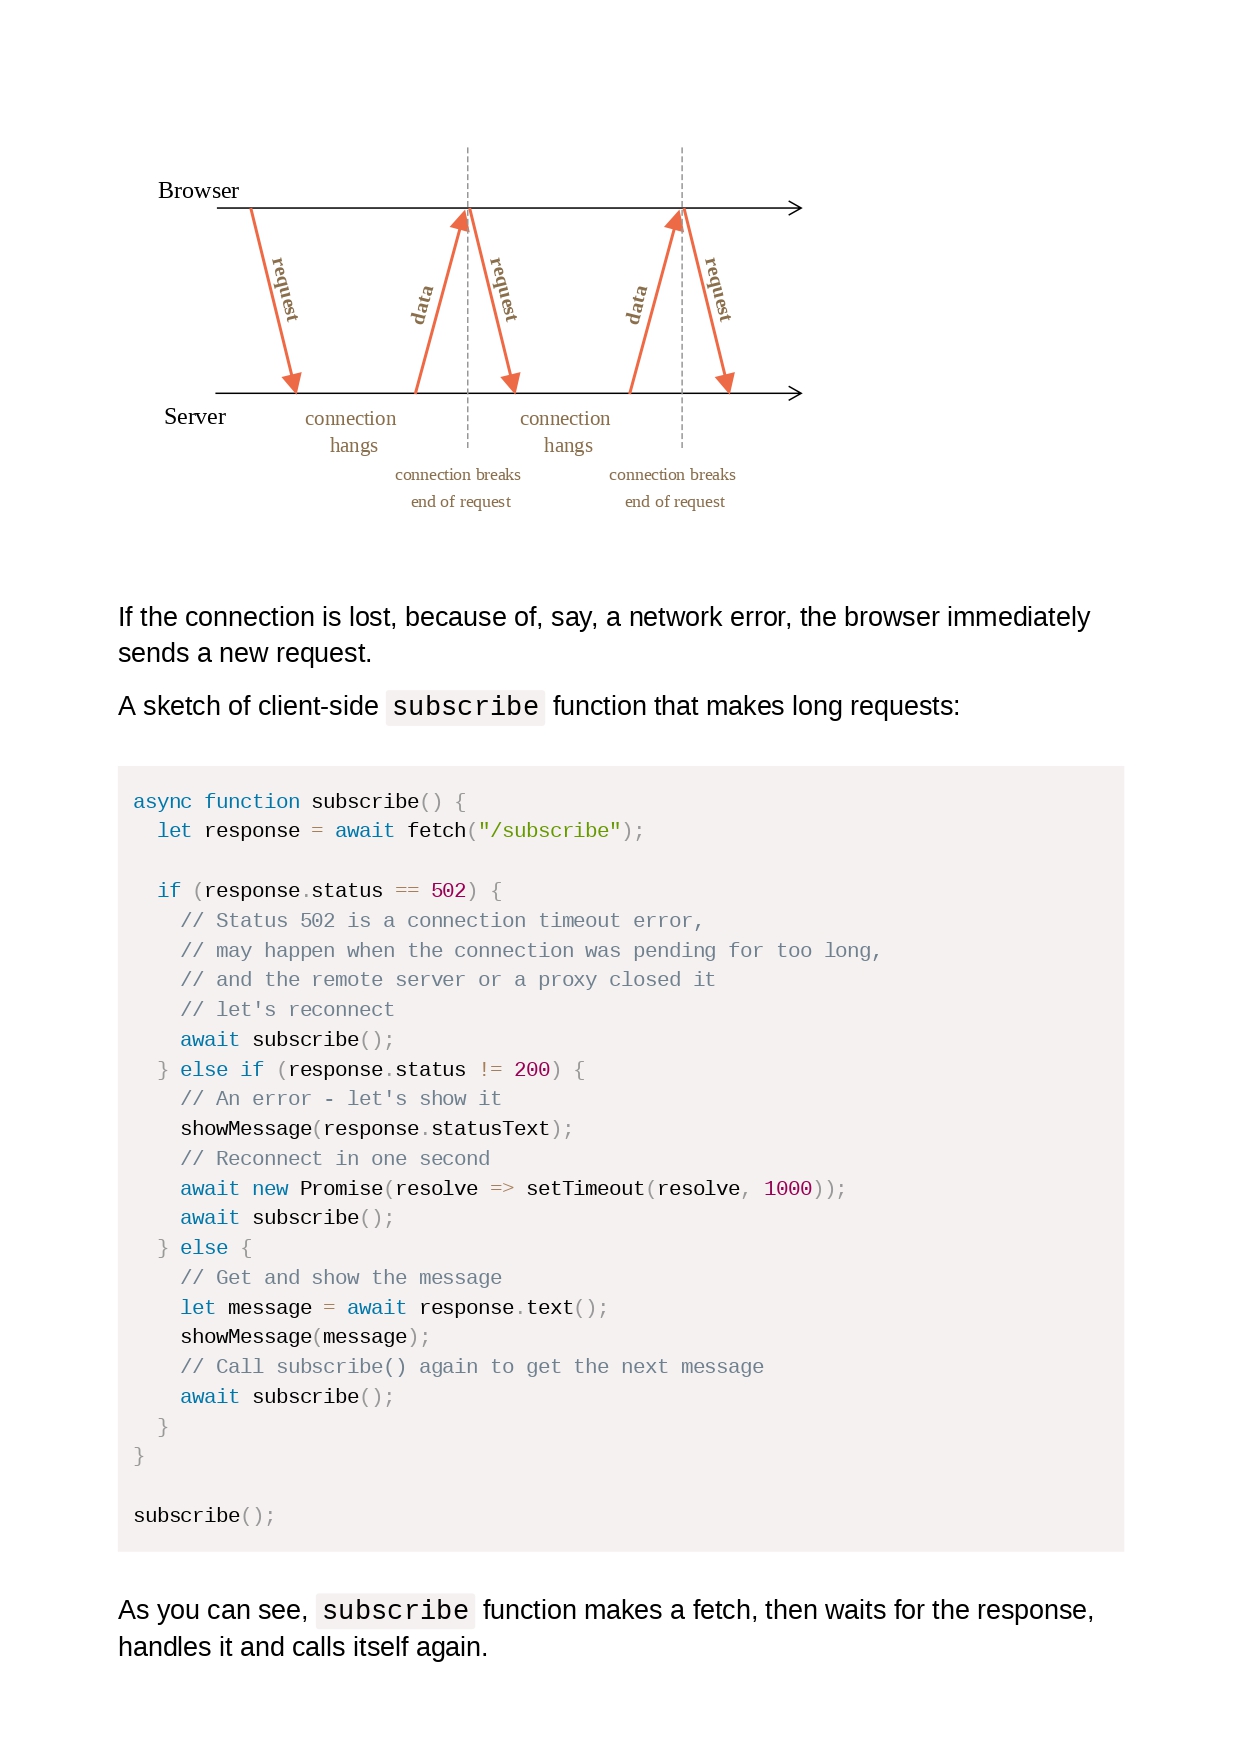 Browser
request
data
request
data
request
Server
connection
hangs
connection
hangs
connection breaks
end of request
connection breaks
end of request
If the connection is lost, because of, say, a network error, the browser immediately
sends a new request.
A sketch of client-side subscribe function that makes long requests:
async function subscribe() {
  let response = await fetch("/subscribe");

  if (response.status == 502) {
    // Status 502 is a connection timeout error,
    // may happen when the connection was pending for too long,
    // and the remote server or a proxy closed it
    // let's reconnect
    await subscribe();
  } else if (response.status != 200) {
    // An error - let's show it
    showMessage(response.statusText);
    // Reconnect in one second
    await new Promise(resolve => setTimeout(resolve, 1000));
    await subscribe();
  } else {
    // Get and show the message
    let message = await response.text();
    showMessage(message);
    // Call subscribe() again to get the next message
    await subscribe();
  }
}

subscribe();
As you can see, subscribe function makes a fetch, then waits for the response,
handles it and calls itself again.